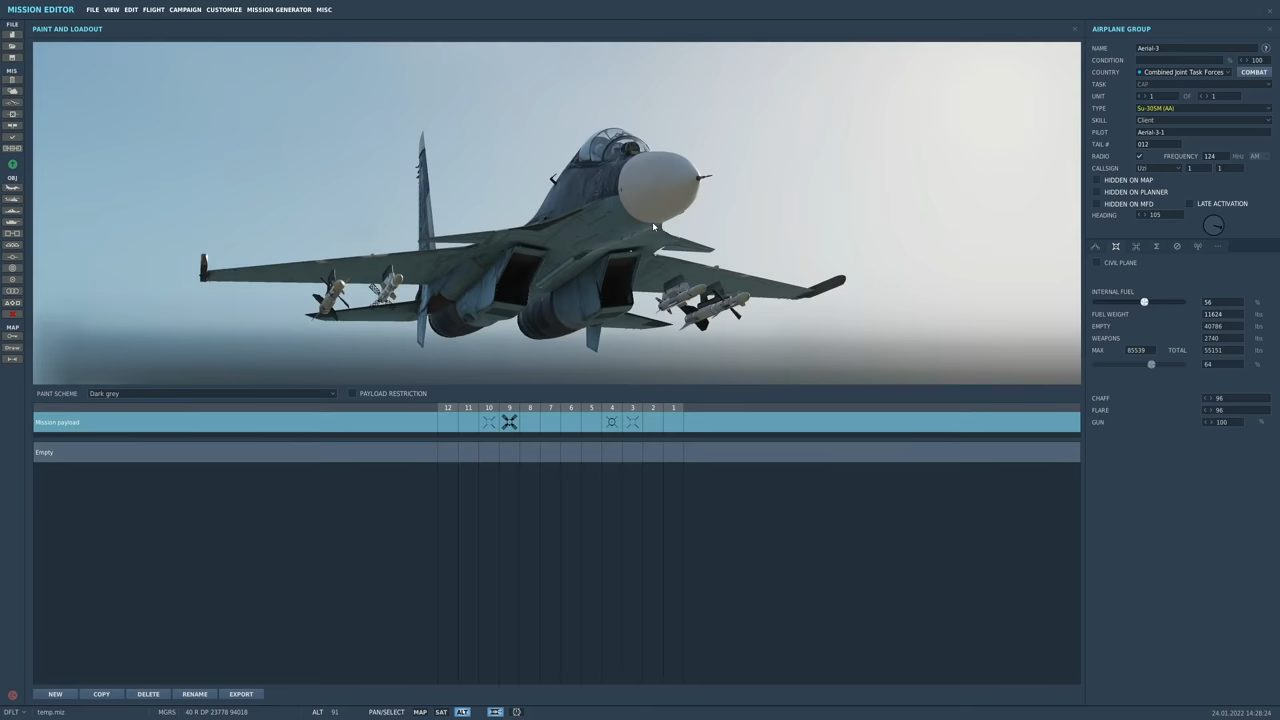 MISSION EDITOR
FILE VIEW EDIT FLIGHT CAMPAIGN CUSTOMIZE MISSION GENERATOR MISC
FILE
MIS
OBJ
MAP
Draw
PAINT AND LOADOUT
PAINT SCHEME Dark grey PAYLOAD RESTRICTION
12 11 10 9 8 7 6 5 4 3 2 1
Mission payload
Empty
NEW COPY DELETE RENAME EXPORT
AIRPLANE GROUP
NAME Aerial-3 ?
CONDITION % 100
COUNTRY Combined Joint Task Forces COMBAT
TASK CAP
UNIT 1 OF 1
TYPE Su-30SM (AA)
SKILL Client
PILOT Aerial-3-1
TAIL # 012
RADIO FREQUENCY 124 MHz AM
CALLSIGN Uzi 1 1
HIDDEN ON MAP
HIDDEN ON PLANNER
HIDDEN ON MFD LATE ACTIVATION
HEADING 105
CIVIL PLANE
INTERNAL FUEL
56 %
FUEL WEIGHT 11624 lbs
EMPTY 40786 lbs
WEAPONS 2740 lbs
MAX 85539 TOTAL 55151 lbs
64 %
CHAFF 96
FLARE 96
GUN 100 %
DFLT temp.miz MGRS 40 R DP 23778 94018 ALT 91 PAN/SELECT MAP SAT ALT 24.01.2022 14:28:24